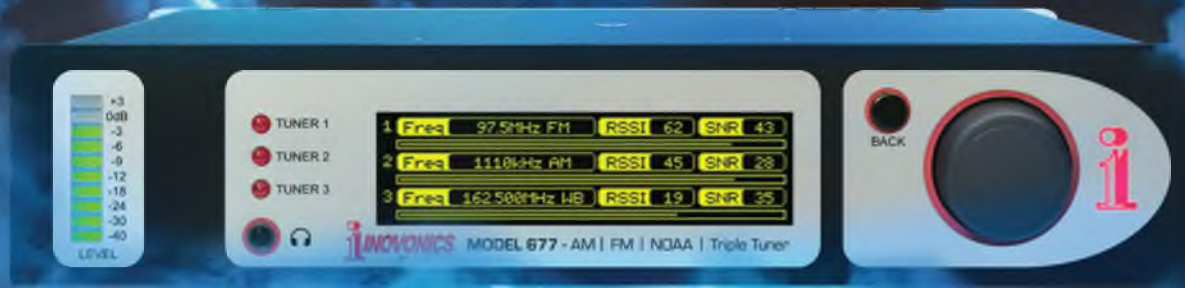 +3
0dB
-3
-6
-9
-12
-18
-24
-30
-40
LEVEL
TUNER 1
TUNER 2
TUNER 3
1 Freq 97.5MHz FM RSSI 62 SNR 43
2 Freq 1110kHz AM RSSI 45 SNR 28
3 Freq 162.500MHz WB RSSI 19 SNR 35
INOVONICS MODEL 677 - AM | FM | NOAA | Triple Tuner
BACK
i